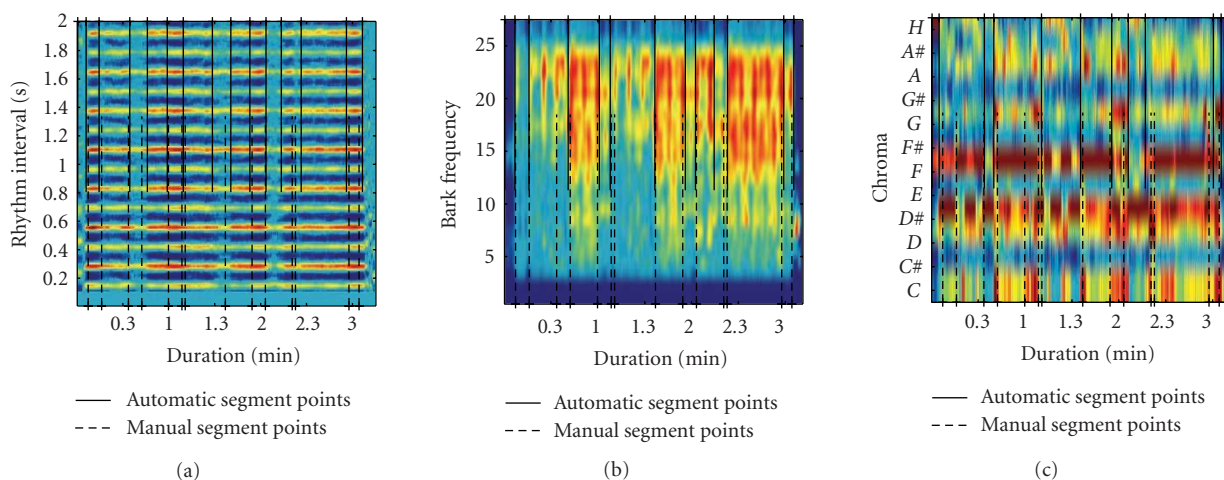 Rhythm interval (s)
2
1.8
1.6
1.4
1.2
1
0.8
0.6
0.4
0.2
0.3 1 1.3 2 2.3 3
Duration (min)
Automatic segment points
Manual segment points
(a)
Bark frequency
25
20
15
10
5
0.3 1 1.3 2 2.3 3
Duration (min)
Automatic segment points
Manual segment points
(b)
Chroma
H
A#
A
G#
G
F#
F
E
D#
D
C#
C
0.3 1 1.3 2 2.3 3
Duration (min)
Automatic segment points
Manual segment points
(c)